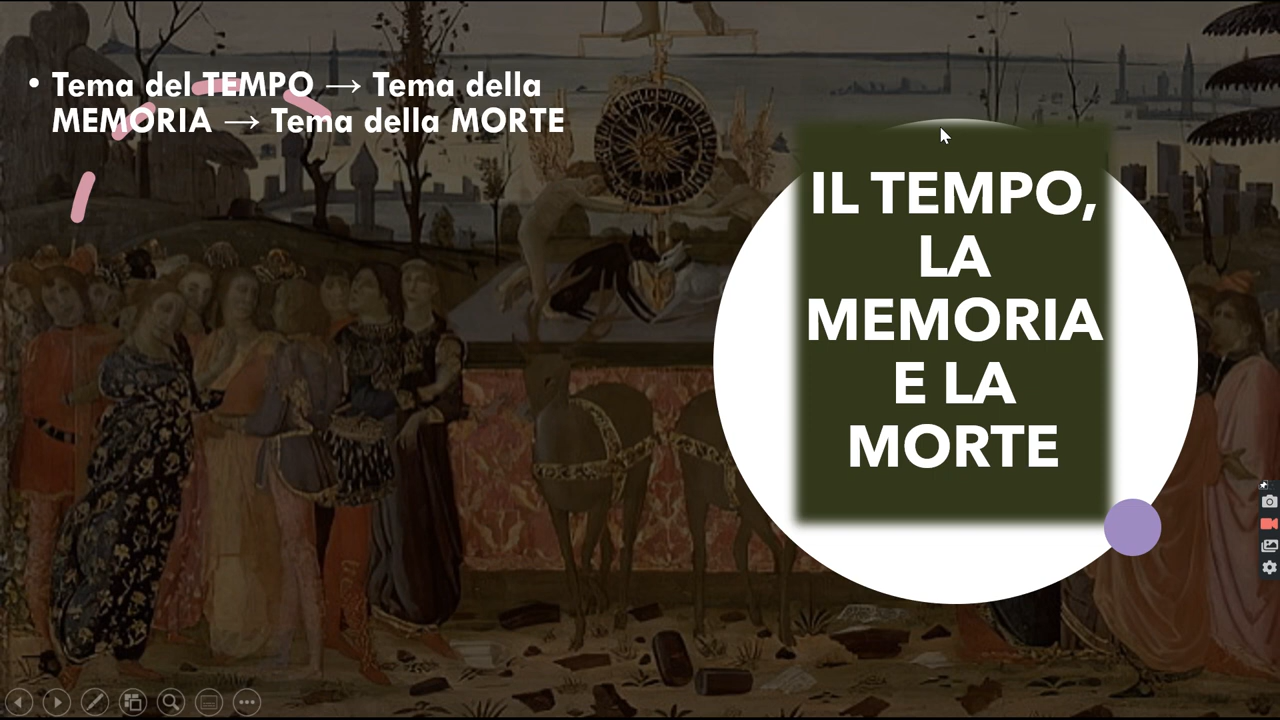 • Tema del TEMPO → Tema della
MEMORIA → Tema della MORTE
IL TEMPO,
LA
MEMORIA
E LA
MORTE